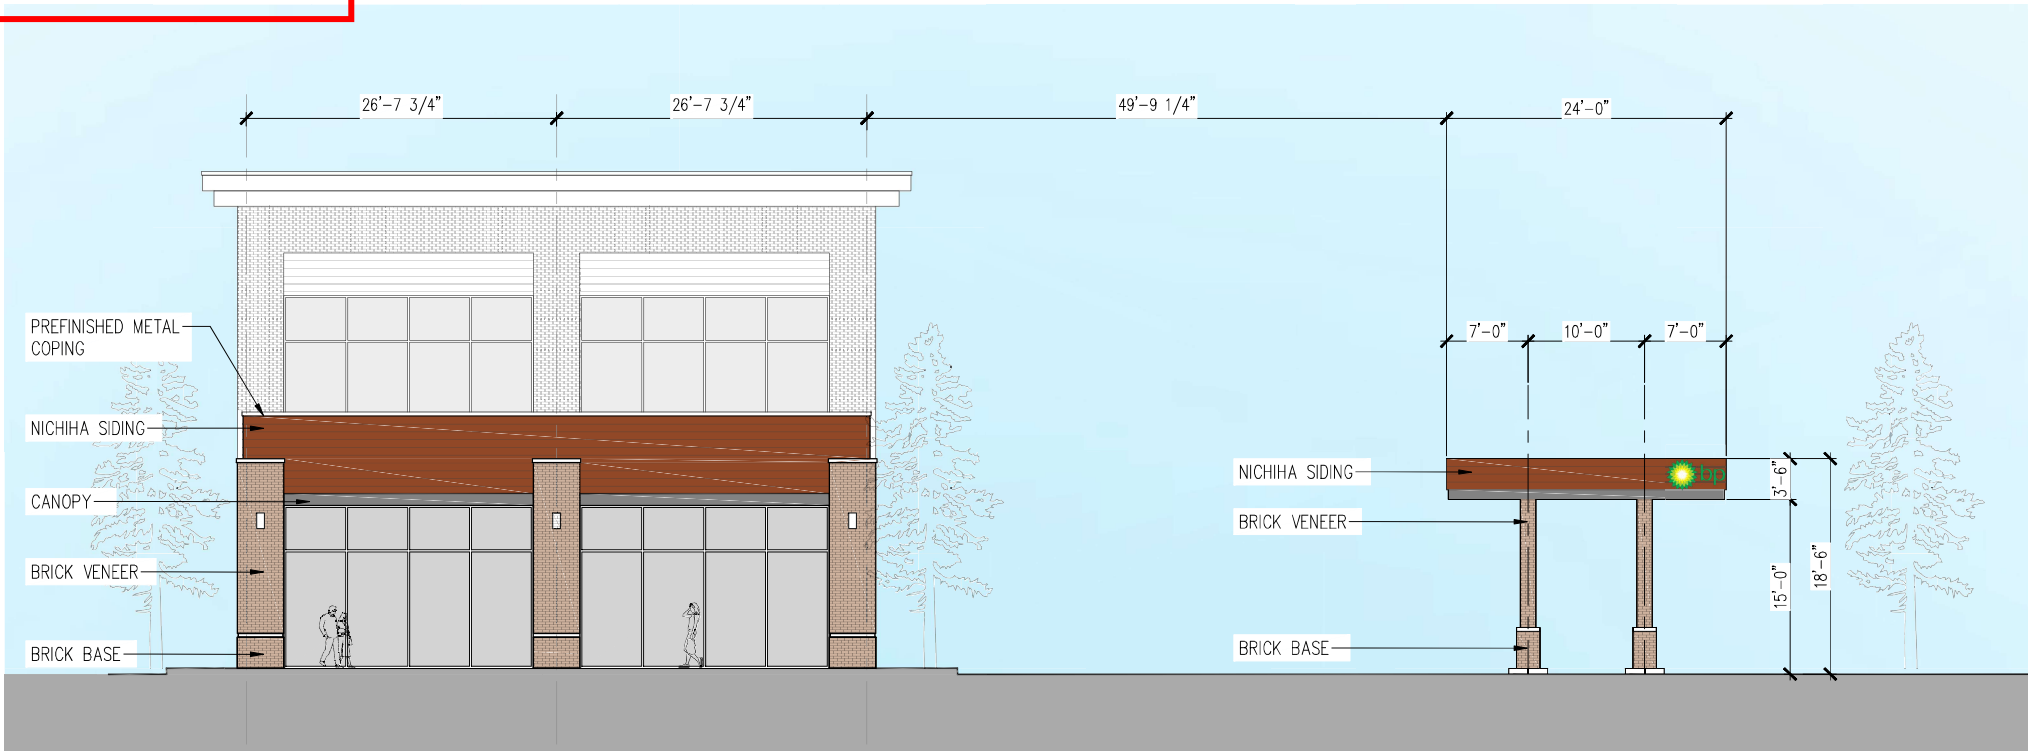 26'-7 3/4"
26'-7 3/4"
49'-9 1/4"
24'-0"
7'-0"
10'-0"
7'-0"
PREFINISHED METAL
COPING
NICHIHA SIDING
CANOPY
BRICK VENEER
BRICK BASE
NICHIHA SIDING
bp
BRICK VENEER
BRICK BASE
3'-6"
15'-0"
18'-6"